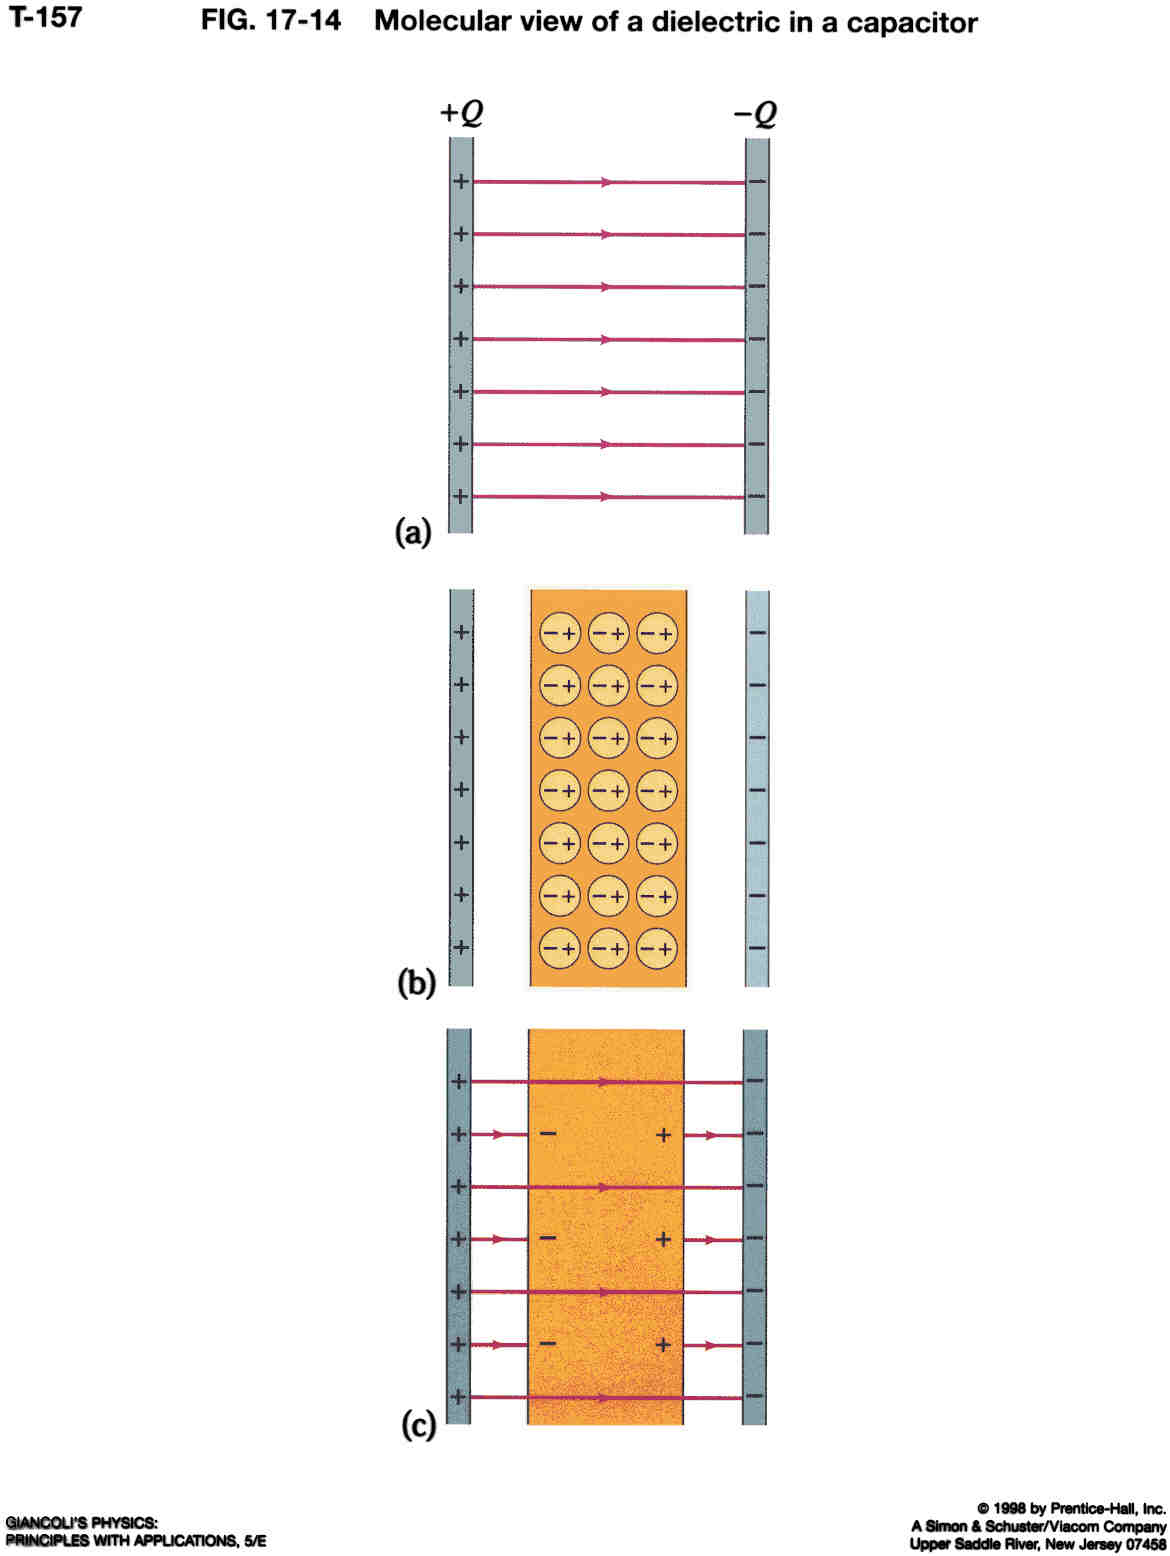 T-157 FIG. 17-14 Molecular view of a dielectric in a capacitor
+Q −Q
+ −
+ −
+ −
+ −
+ −
+ −
+ −
(a)
+ − + − + − + −
+ − + − + − + −
+ − + − + − + −
+ − + − + − + −
+ − + − + − + −
+ − + − + − + −
+ − + − + − + −
(b)
+ −
+ − + −
+ −
+ − + −
+ −
+ − + −
+ −
(c)
GIANCOLI'S PHYSICS:
PRINCIPLES WITH APPLICATIONS, 5/E
© 1998 by Prentice-Hall, Inc.
A Simon & Schuster/Viacom Company
Upper Saddle River, New Jersey 07458